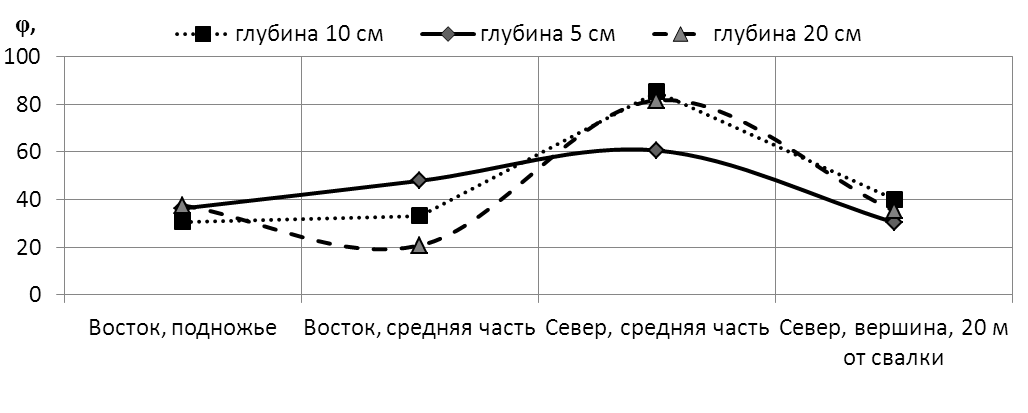 φ,
глубина 10 см глубина 5 см глубина 20 см
100
80
60
40
20
0
Восток, подножье Восток, средняя часть Север, средняя часть Север, вершина, 20 м
от свалки